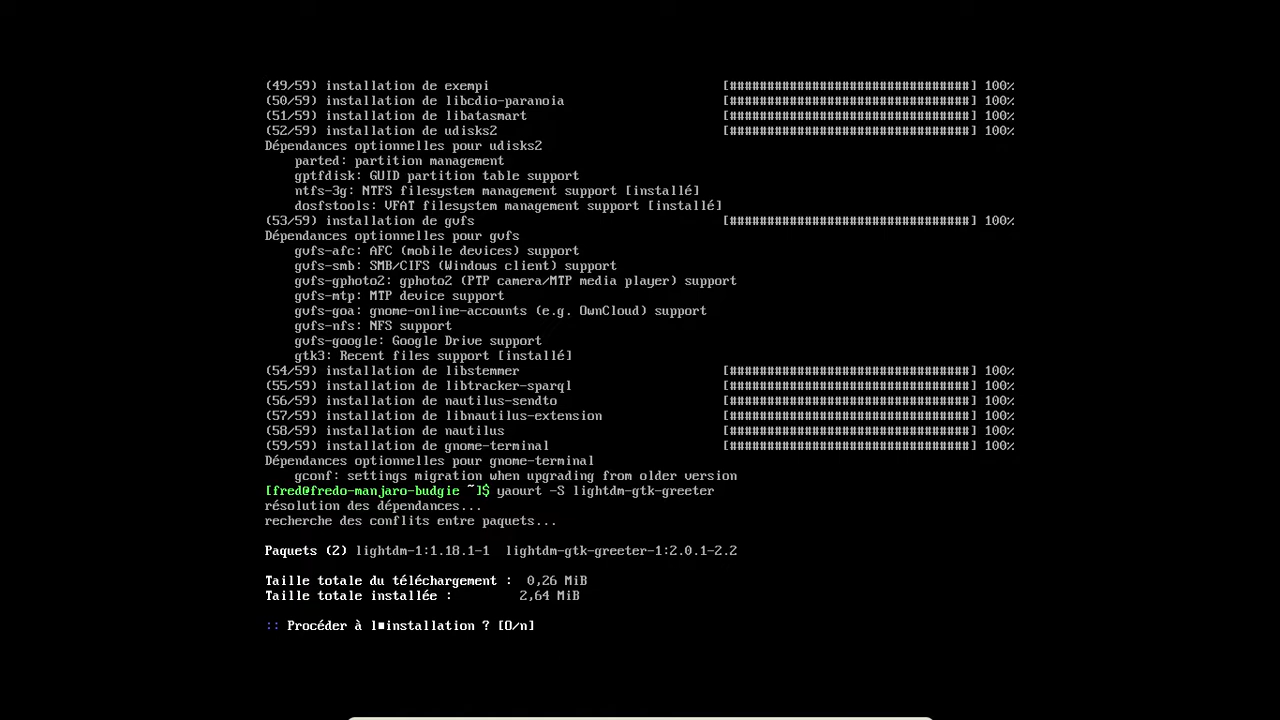 (49/59) installation de exempi [################################] 100%
(50/59) installation de libcdio-paranoia [################################] 100%
(51/59) installation de libatasmart [################################] 100%
(52/59) installation de udisks2 [################################] 100%
Dépendances optionnelles pour udisks2
parted: partition management
gptfdisk: GUID partition table support
ntfs-3g: NTFS filesystem management support [installé]
dosfstools: VFAT filesystem management support [installé]
(53/59) installation de gvfs [################################] 100%
Dépendances optionnelles pour gvfs
gvfs-afc: AFC (mobile devices) support
gvfs-smb: SMB/CIFS (Windows client) support
gvfs-gphoto2: gphoto2 (PTP camera/MTP media player) support
gvfs-mtp: MTP device support
gvfs-goa: gnome-online-accounts (e.g. OwnCloud) support
gvfs-nfs: NFS support
gvfs-google: Google Drive support
gtk3: Recent files support [installé]
(54/59) installation de libstemmer [################################] 100%
(55/59) installation de libtracker-sparql [################################] 100%
(56/59) installation de nautilus-sendto [################################] 100%
(57/59) installation de libnautilus-extension [################################] 100%
(58/59) installation de nautilus [################################] 100%
(59/59) installation de gnome-terminal [################################] 100%
Dépendances optionnelles pour gnome-terminal
gconf: settings migration when upgrading from older version
[fred@fredo-manjaro-budgie ~]$ yaourt -S lightdm-gtk-greeter
résolution des dépendances...
recherche des conflits entre paquets...
Paquets (2) lightdm-1:1.18.1-1 lightdm-gtk-greeter-1:2.0.1-2.2
Taille totale du téléchargement : 0,26 MiB
Taille totale installée : 2,64 MiB
:: Procéder à l■installation ? [O/n]